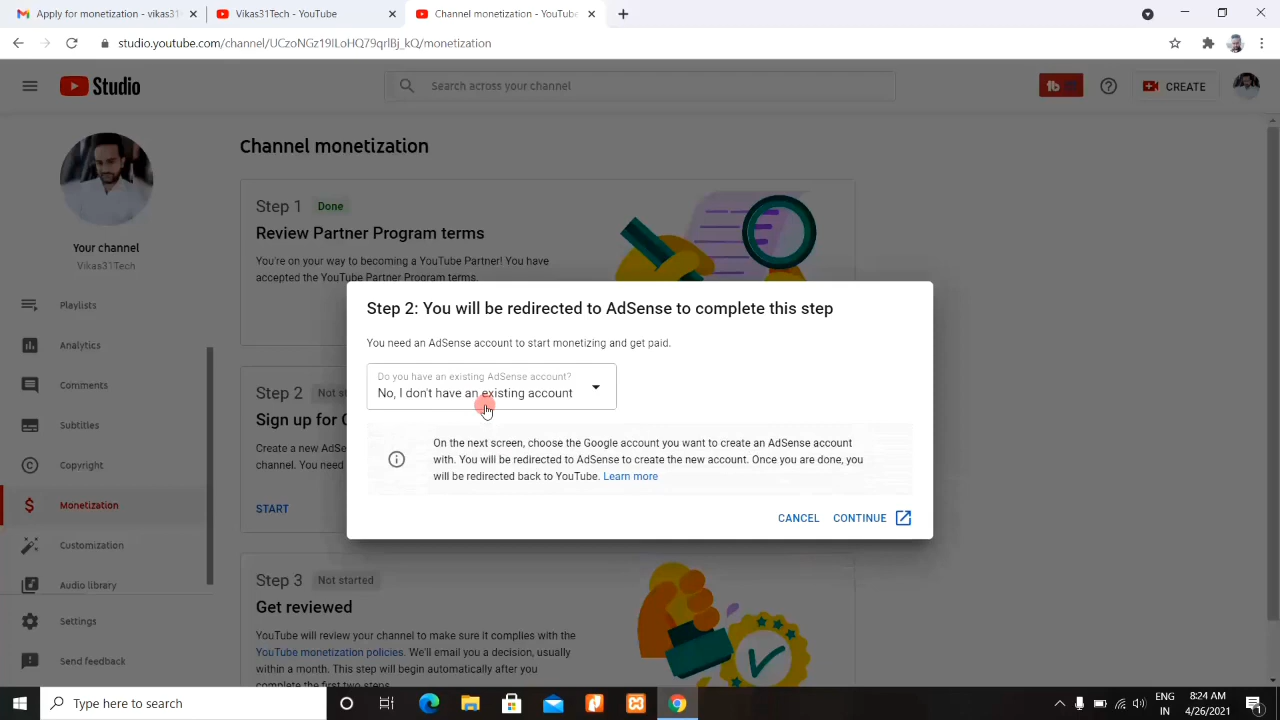 Apply for monetization - vikas31
Vikas31Tech - YouTube
Channel monetization - YouTube
studio.youtube.com/channel/UCzoNGz19ILoHQ79qrlBj_kQ/monetization
Studio
Search across your channel
CREATE
Your channel
Vikas31Tech
Playlists
Analytics
Comments
Subtitles
Copyright
Monetization
Customization
Audio library
Settings
Send feedback
Channel monetization
Step 1 Done
Review Partner Program terms
You're on your way to becoming a YouTube Partner! You have
accepted the YouTube Partner Program terms.
Step 2: You will be redirected to AdSense to complete this step
You need an AdSense account to start monetizing and get paid.
Do you have an existing AdSense account?
No, I don't have an existing account
On the next screen, choose the Google account you want to create an AdSense account
with. You will be redirected to AdSense to create the new account. Once you are done, you
will be redirected back to YouTube. Learn more
CANCEL CONTINUE
Step 2 Not s
Sign up for G
Create a new AdSe
channel. You need
START
Step 3 Not started
Get reviewed
YouTube will review your channel to make sure it complies with the
YouTube monetization policies. We'll email you a decision, usually
within a month. This step will begin automatically after you
complete the first two steps.
Type here to search
ENG
IN
8:24 AM
4/26/2021